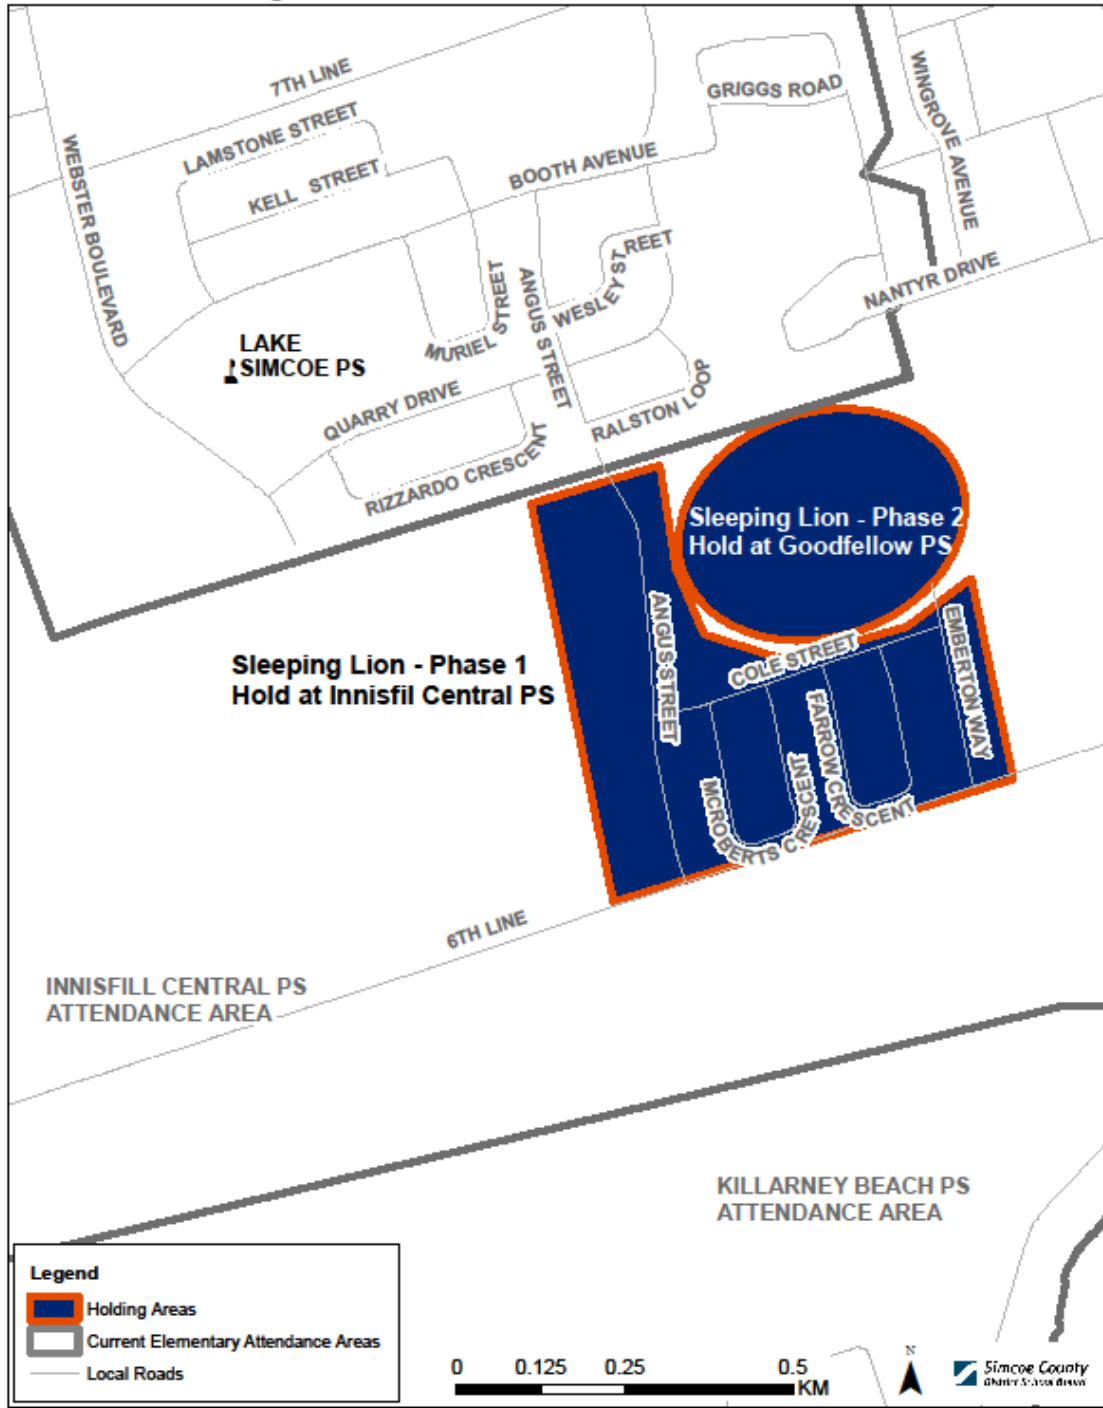 7TH LINE
LAMSTONE STREET
KELL STREET
WEBSTER BOULEVARD
BOOTH AVENUE
GRIGGS ROAD
WINGROVE AVENUE
NANTYR DRIVE
WESLEY STREET
ANGUS STREET
MURIEL STREET
LAKE
SIMCOE PS
QUARRY DRIVE
RALSTON LOOP
RIZZARDO CRESCENT
Sleeping Lion - Phase 2
Hold at Goodfellow PS
ANGUS STREET
COLE STREET
EMBERTON WAY
Sleeping Lion - Phase 1
Hold at Innisfil Central PS
FARROW CRESCENT
MCROBERTS CRESCENT
6TH LINE
INNISFILL CENTRAL PS
ATTENDANCE AREA
KILLARNEY BEACH PS
ATTENDANCE AREA
Legend
Holding Areas
Current Elementary Attendance Areas
Local Roads
0 0.125 0.25 0.5
KM
N
Simcoe County
District School Board